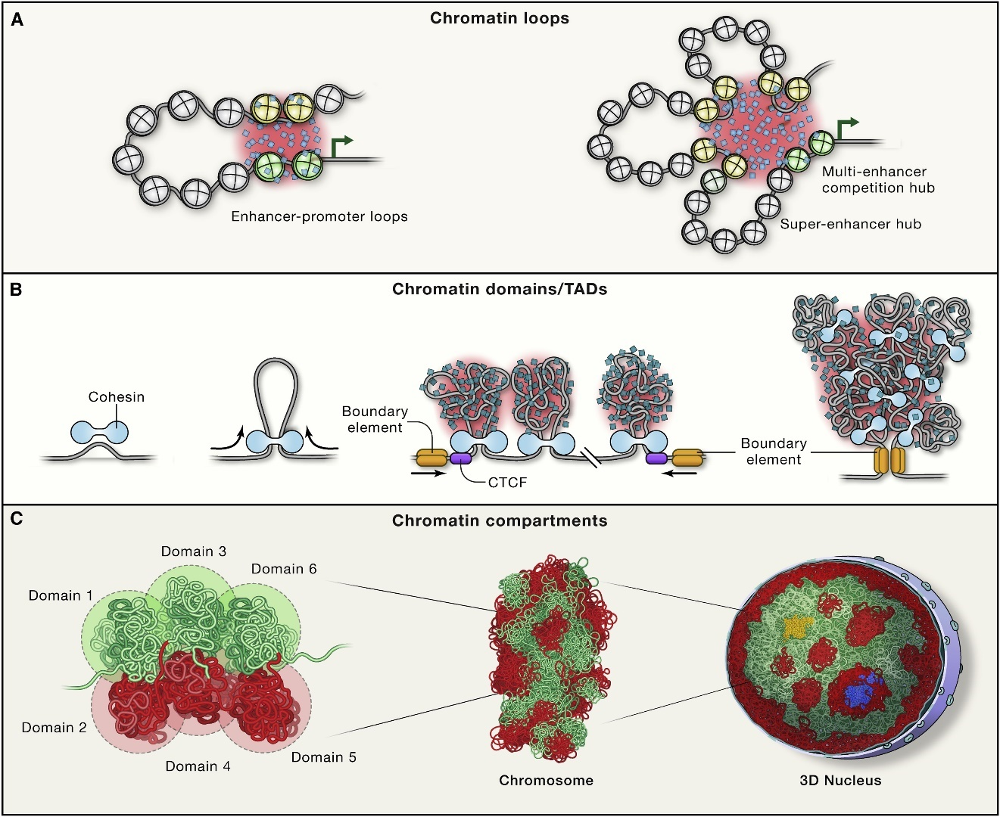 A
Chromatin loops
Enhancer-promoter loops
Multi-enhancer
competition hub
Super-enhancer hub
B
Chromatin domains/TADs
Cohesin
Boundary
element
CTCF
Boundary
element
C
Chromatin compartments
Domain 3
Domain 6
Domain 1
Domain 2
Domain 5
Domain 4
Chromosome
3D Nucleus